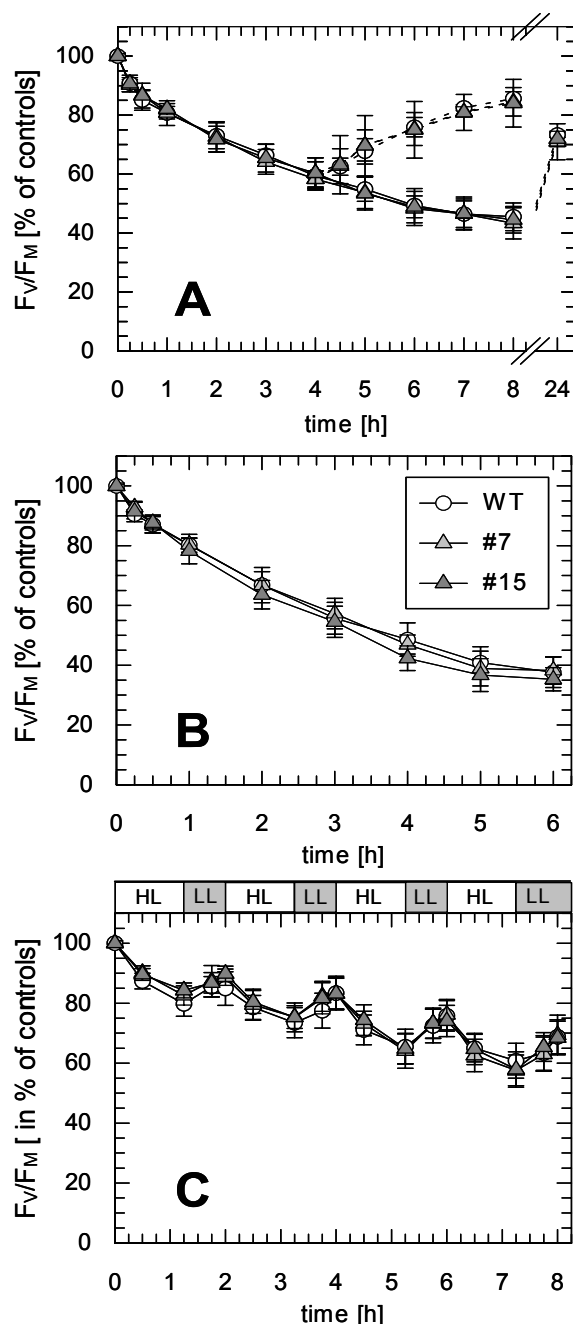 100
80
60
40
20
0
Fv/FM [% of controls]
A
0 1 2 3 4 5 6 7 8 24
time [h]
100
80
60
40
20
0
Fv/FM [% of controls]
WT
#7
#15
B
0 1 2 3 4 5 6
time [h]
HL LL HL LL HL LL HL LL
100
80
60
40
20
0
Fv/FM [ in % of controls]
C
0 1 2 3 4 5 6 7 8
time [h]